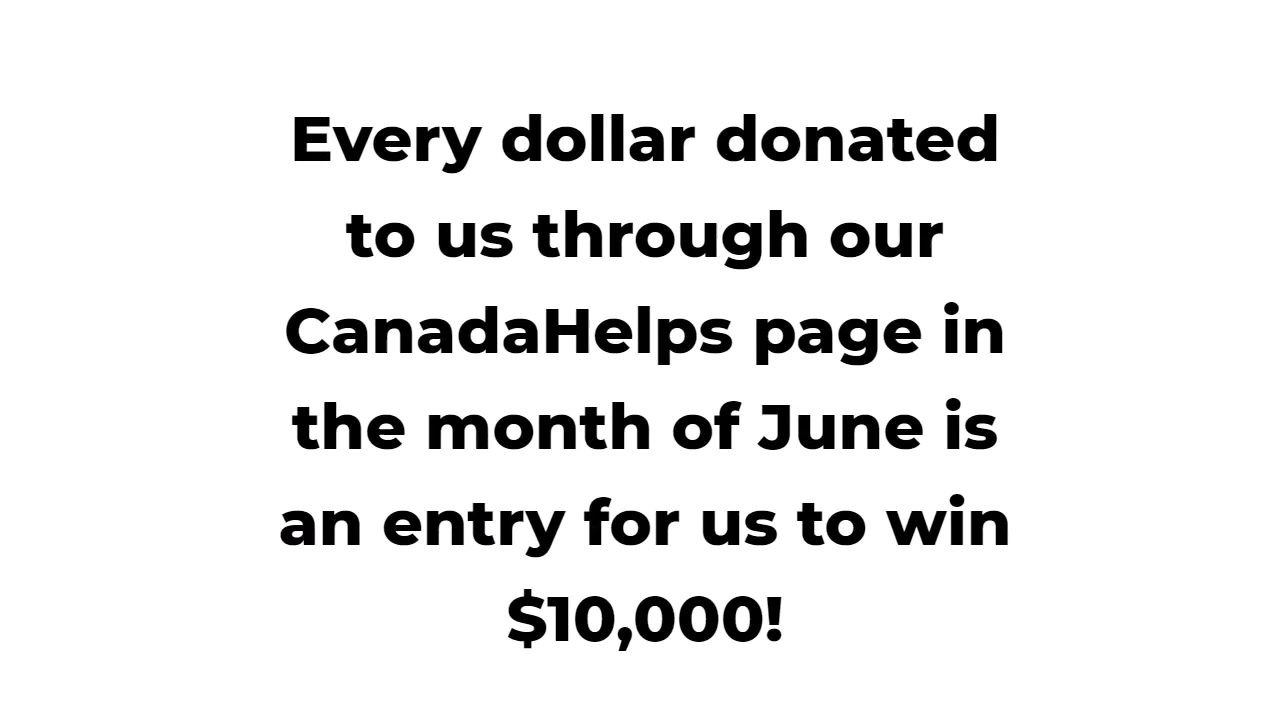 Every dollar donated
to us through our
CanadaHelps page in
the month of June is
an entry for us to win
$10,000!